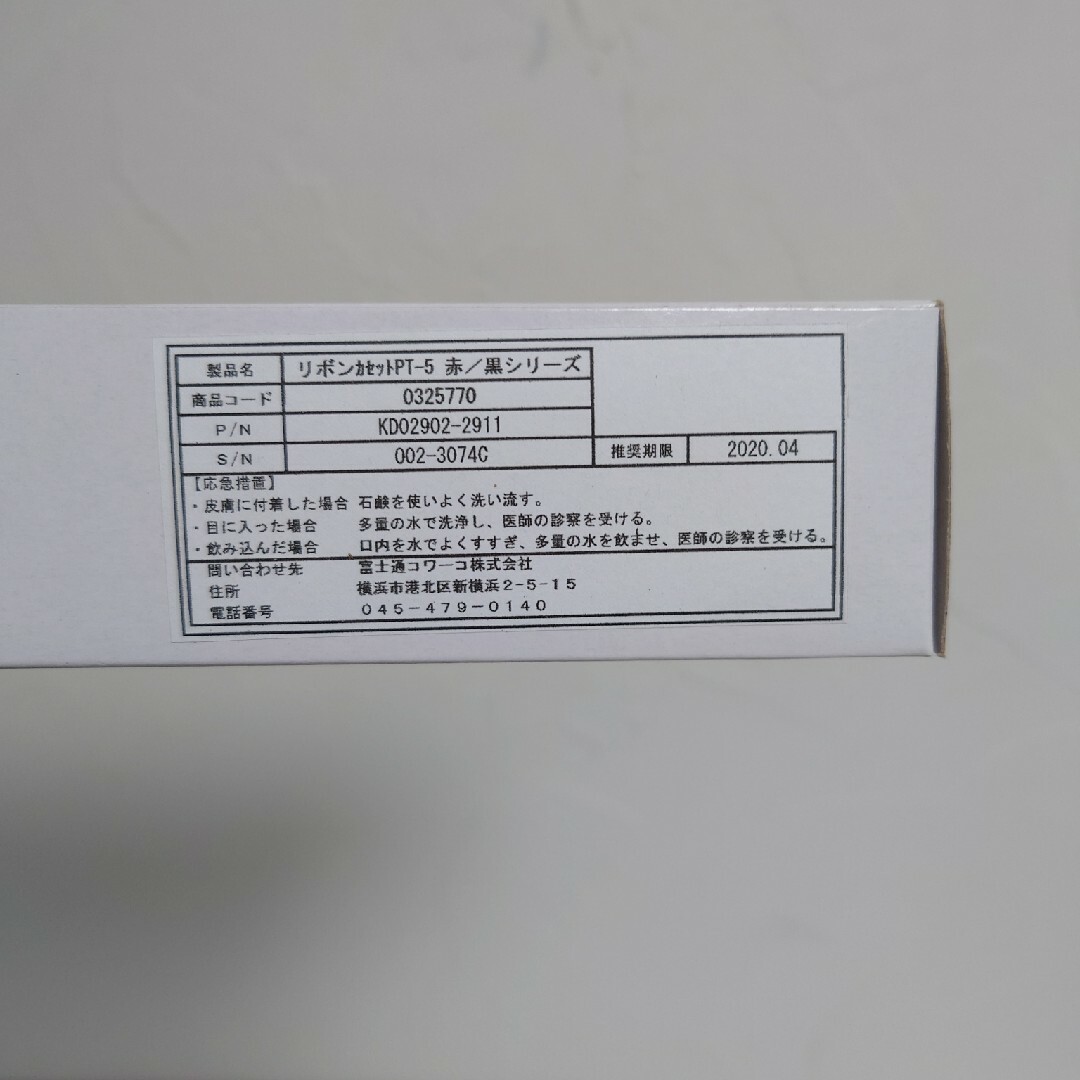 製品名 リボンｶｾｯﾄPT-5 赤／黒シリーズ
商品コード 0325770
P/N KD02902-2911
S/N 002-3074C 推奨期限 2020.04
【応急措置】
・皮膚に付着した場合 石鹸を使いよく洗い流す。
・目に入った場合 多量の水で洗浄し、医師の診察を受ける。
・飲み込んだ場合 口内を水でよくすすぎ、多量の水を飲ませ、医師の診察を受ける。
問い合わせ先 富士通コワーコ株式会社
住所 横浜市港北区新横浜２－５－１５
電話番号 ０４５－４７９－０１４０